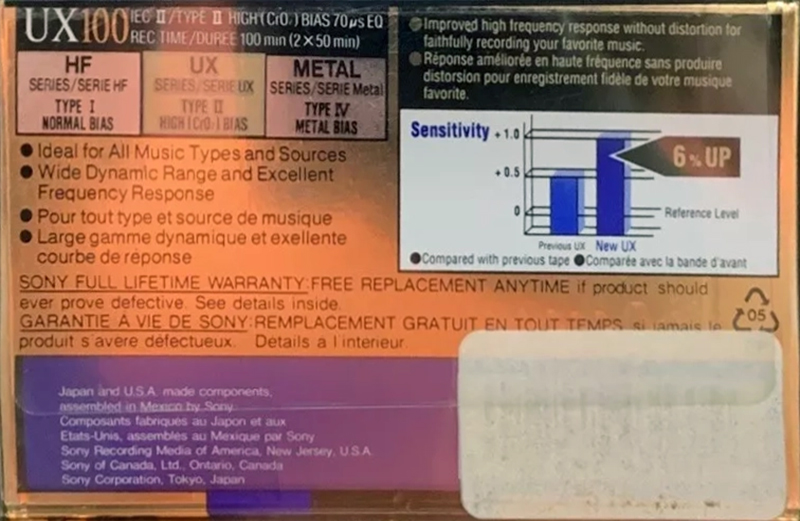 UX100 IEC II/TYPE II HIGH (CrO₂) BIAS 70µs EQ
REC TIME/DURÉE 100 min (2 × 50 min)
HF
SERIES/SERIE HF
TYPE I
NORMAL BIAS
UX
SERIES/SERIE UX
TYPE II
HIGH (CrO₂) BIAS
METAL
SERIES/SERIE Metal
TYPE IV
METAL BIAS
● Ideal for All Music Types and Sources
● Wide Dynamic Range and Excellent
Frequency Response
● Pour tout type et source de musique
● Large gamme dynamique et exellente
courbe de réponse
● Improved high frequency response without distortion for
faithfully recording your favorite music.
● Réponse améliorée en haute fréquence sans produire
distorsion pour enregistrement fidèle de votre musique
favorite.
Sensitivity
+ 1.0
+ 0.5
0
6 % UP
Reference Level
Previous UX
New UX
●Compared with previous tape ●Comparée avec la bande d'avant
SONY FULL LIFETIME WARRANTY:FREE REPLACEMENT ANYTIME if product should
ever prove defective. See details inside.
GARANTIE À VIE DE SONY:REMPLACEMENT GRATUIT EN TOUT TEMPS si jamais le
produit s'avere défectueux. Details a l'interieur.
05
Japan and U.S.A. made components,
assembled in Mexico by Sony
Composants fabriqués au Japon et aux
Etats-Unis, assemblés au Mexique par Sony
Sony Recording Media of America, New Jersey, U.S.A.
Sony of Canada, Ltd., Ontario, Canada
Sony Corporation, Tokyo, Japan